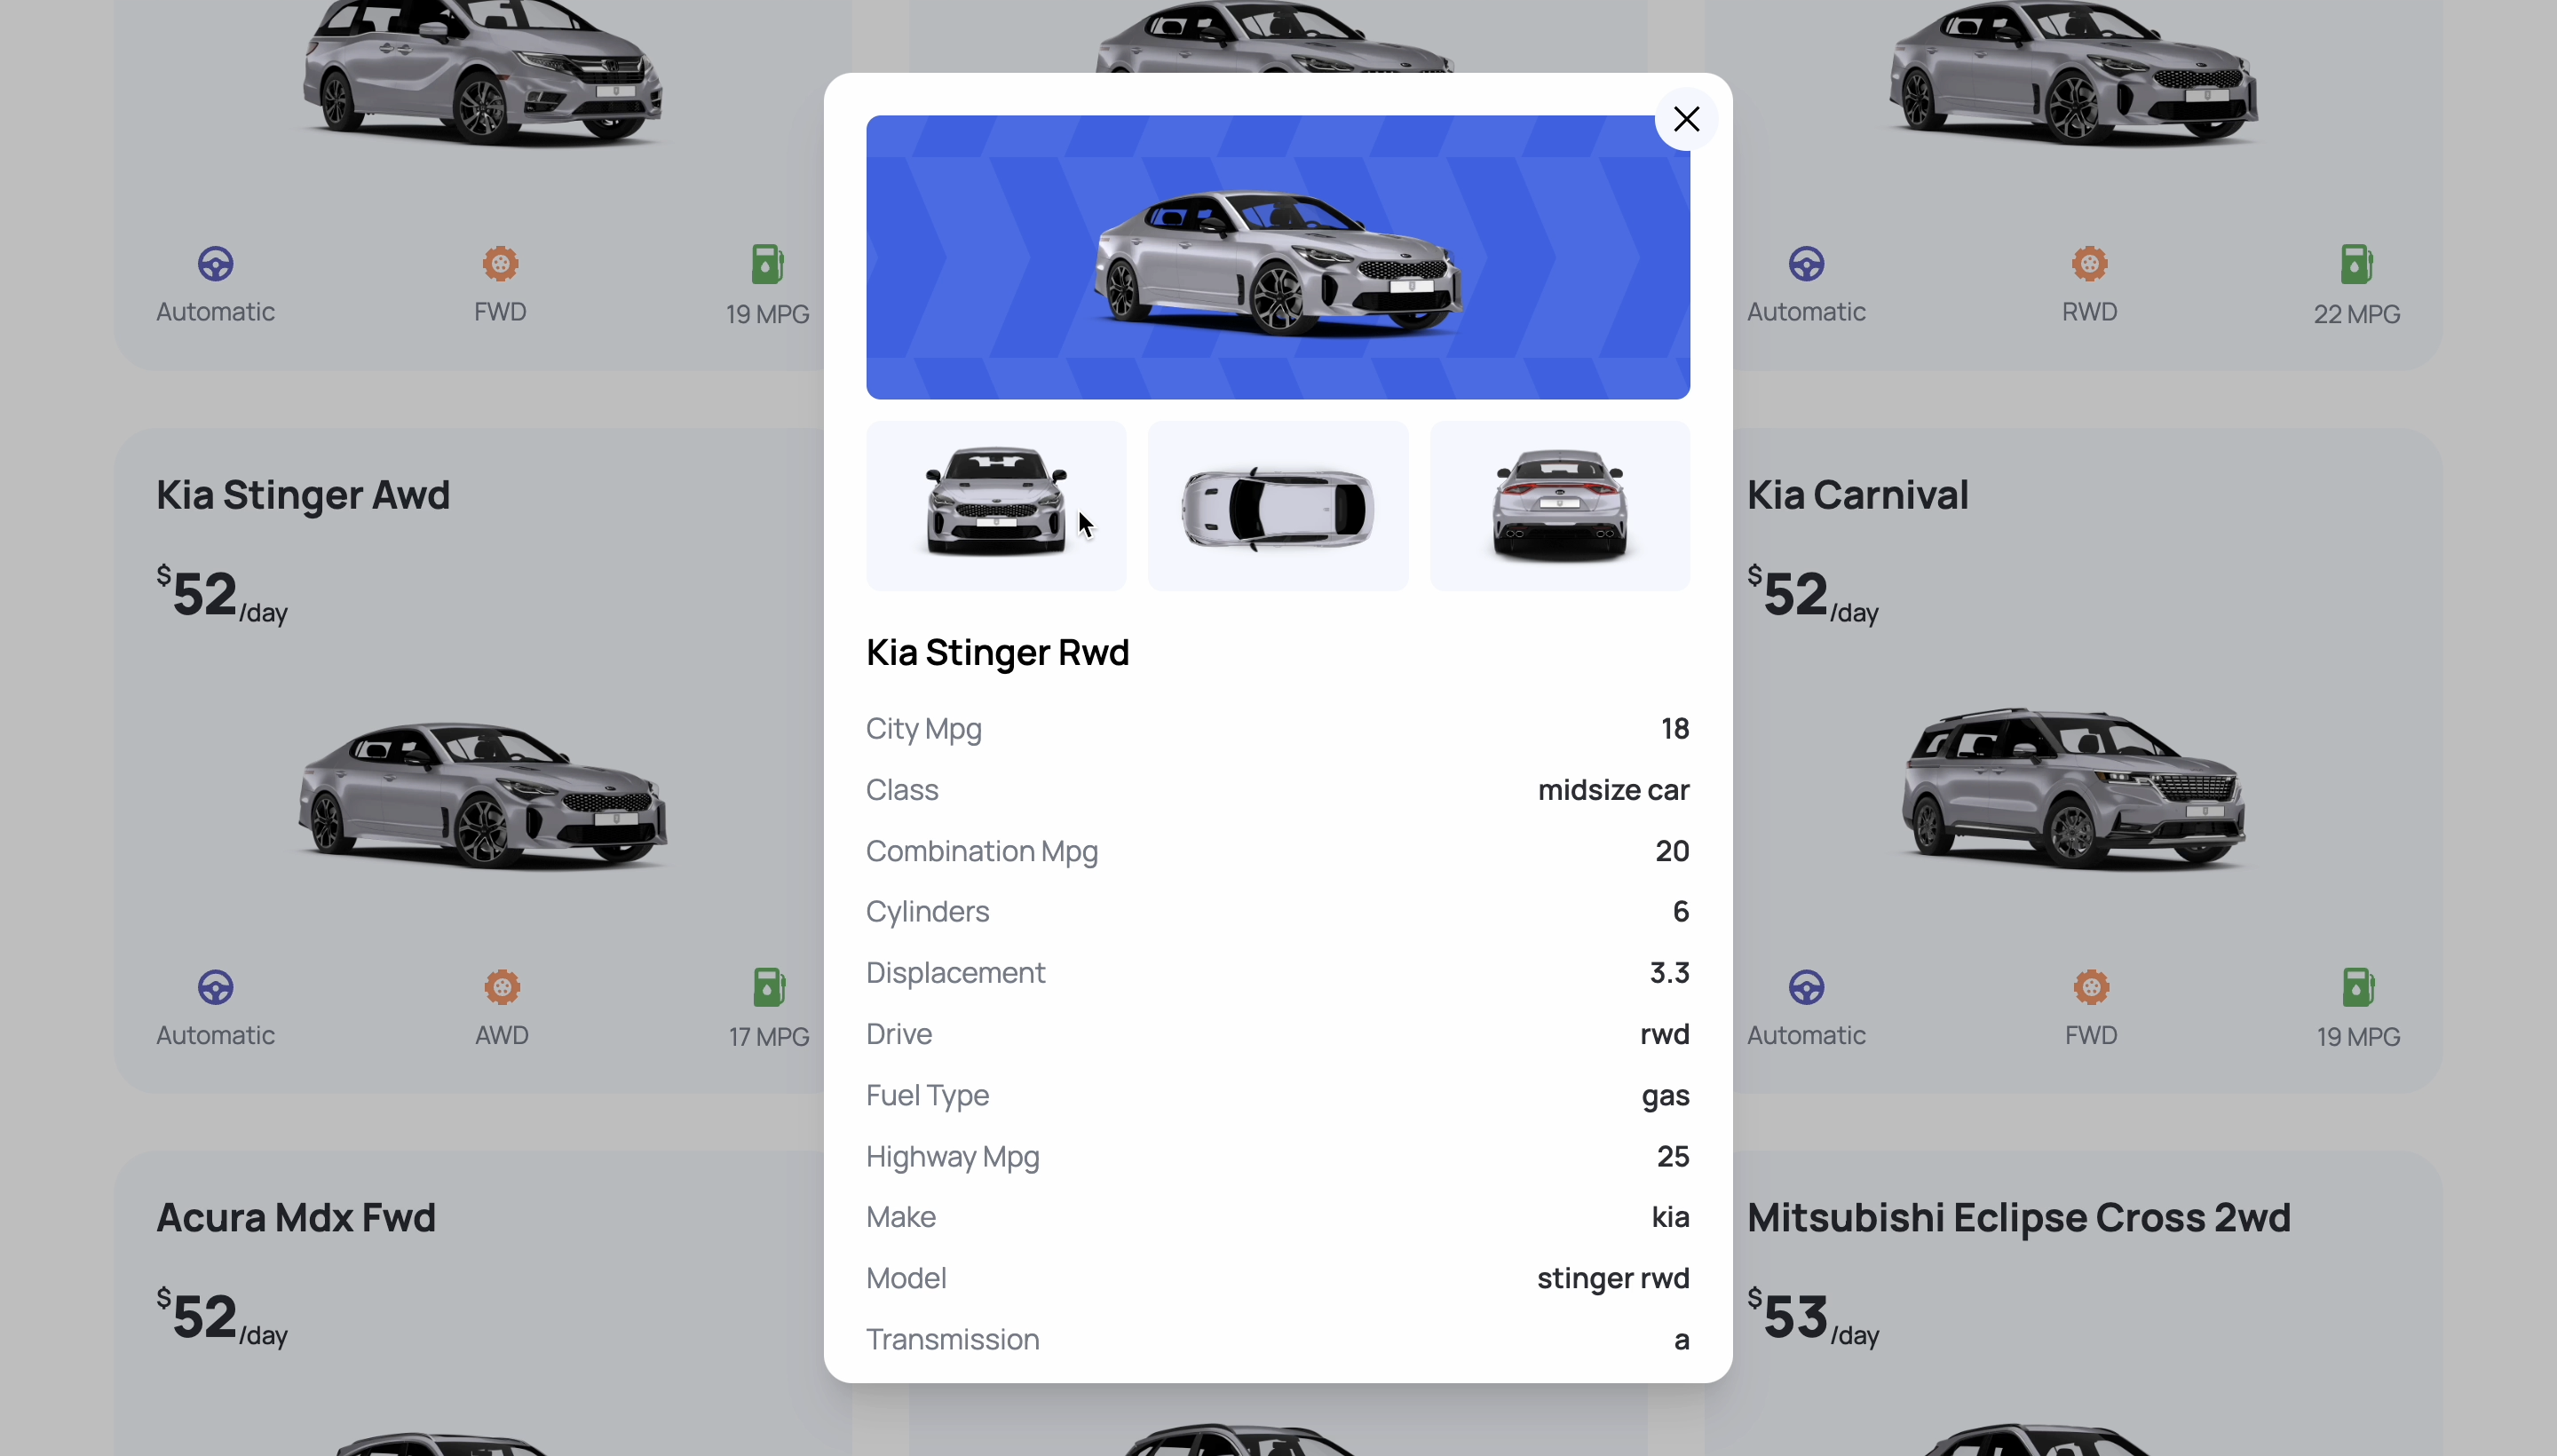 Automatic
FWD
19 MPG
Automatic
RWD
22 MPG
Kia Stinger Awd
$52/day
Automatic
AWD
17 MPG
Kia Carnival
$52/day
Automatic
FWD
19 MPG
Acura Mdx Fwd
$52/day
Mitsubishi Eclipse Cross 2wd
$53/day
Kia Stinger Rwd
City Mpg 18
Class midsize car
Combination Mpg 20
Cylinders 6
Displacement 3.3
Drive rwd
Fuel Type gas
Highway Mpg 25
Make kia
Model stinger rwd
Transmission a